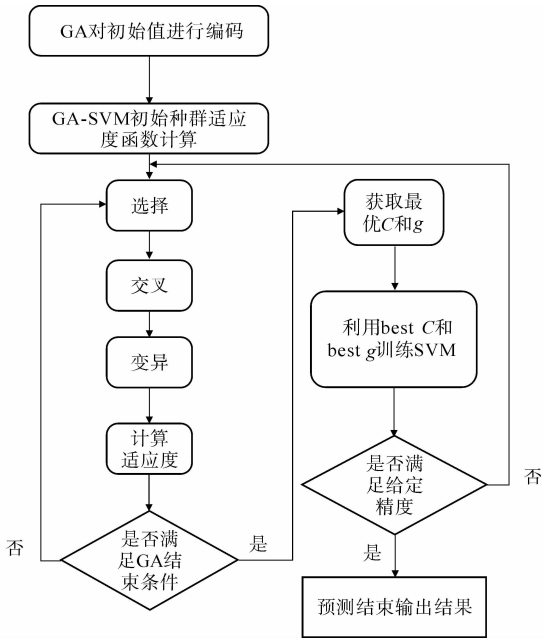 GA对初始值进行编码
GA-SVM初始种群适应
度函数计算
选择
交叉
变异
计算
适应度
是否满
足GA结
束条件
否
是
获取最
优C和g
利用best C和
best g训练SVM
是否满
足给定
精度
否
是
预测结束输出结果